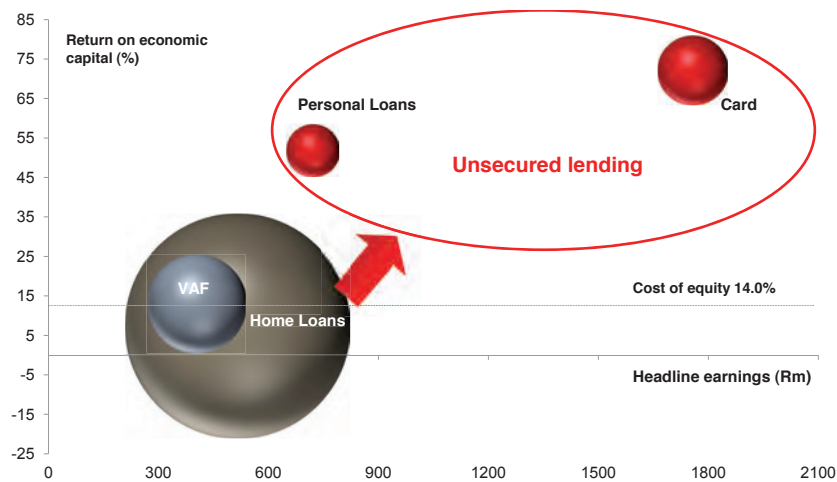 85
Return on economic
capital (%)
75
65
Personal Loans
Card
55
Unsecured lending
45
35
25
VAF
Cost of equity 14.0%
15
Home Loans
5
-5
Headline earnings (Rm)
-15
-25
0 300 600 900 1200 1500 1800 2100